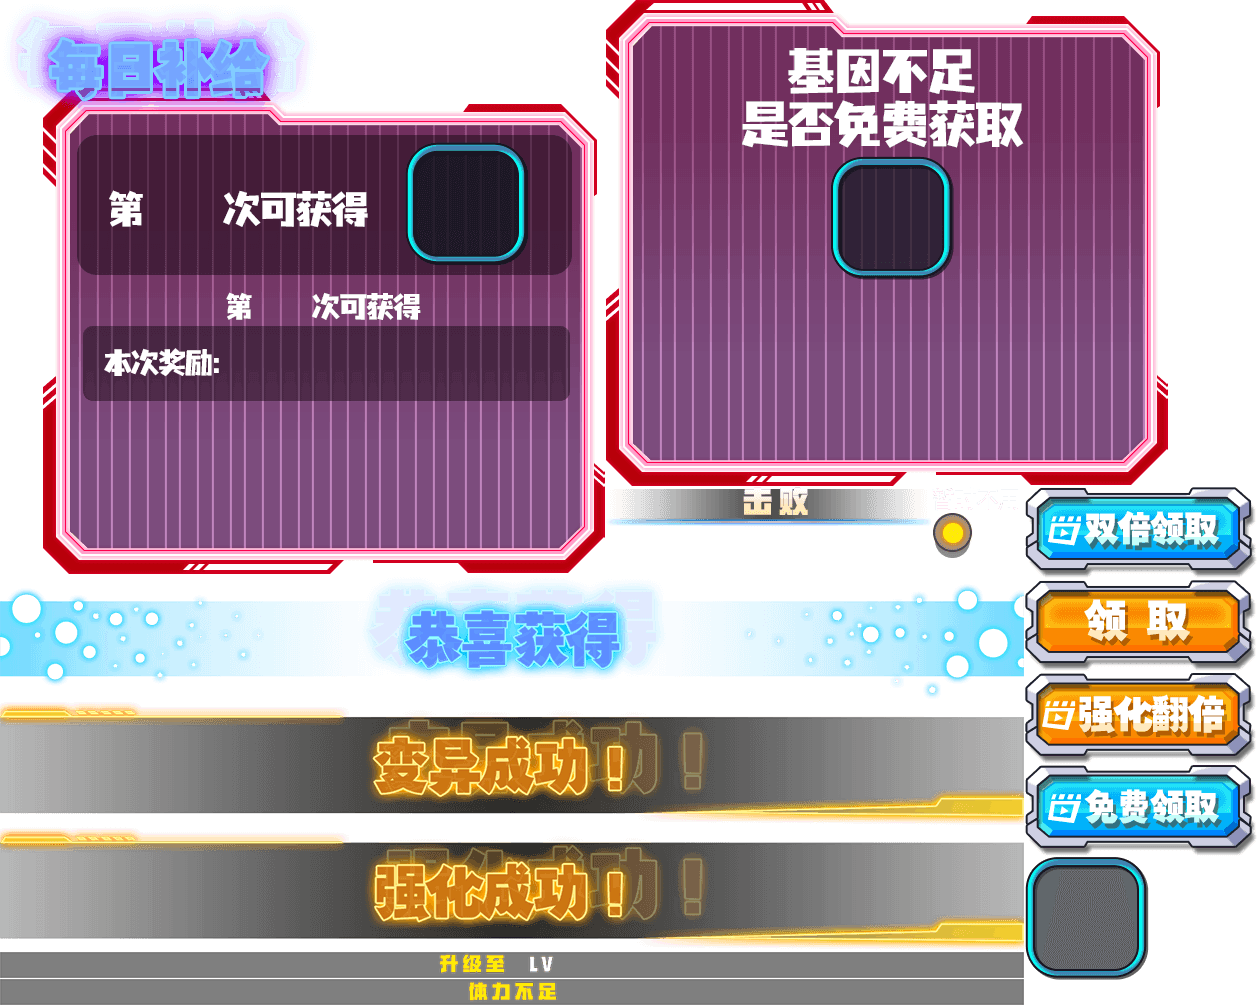 每日补给
第 次可获得
第 次可获得
本次奖励:
基因不足
是否免费获取
击败
双倍领取
恭喜获得
领取
变异成功！
强化翻倍
免费领取
强化成功！
升级至 LV
体力不足